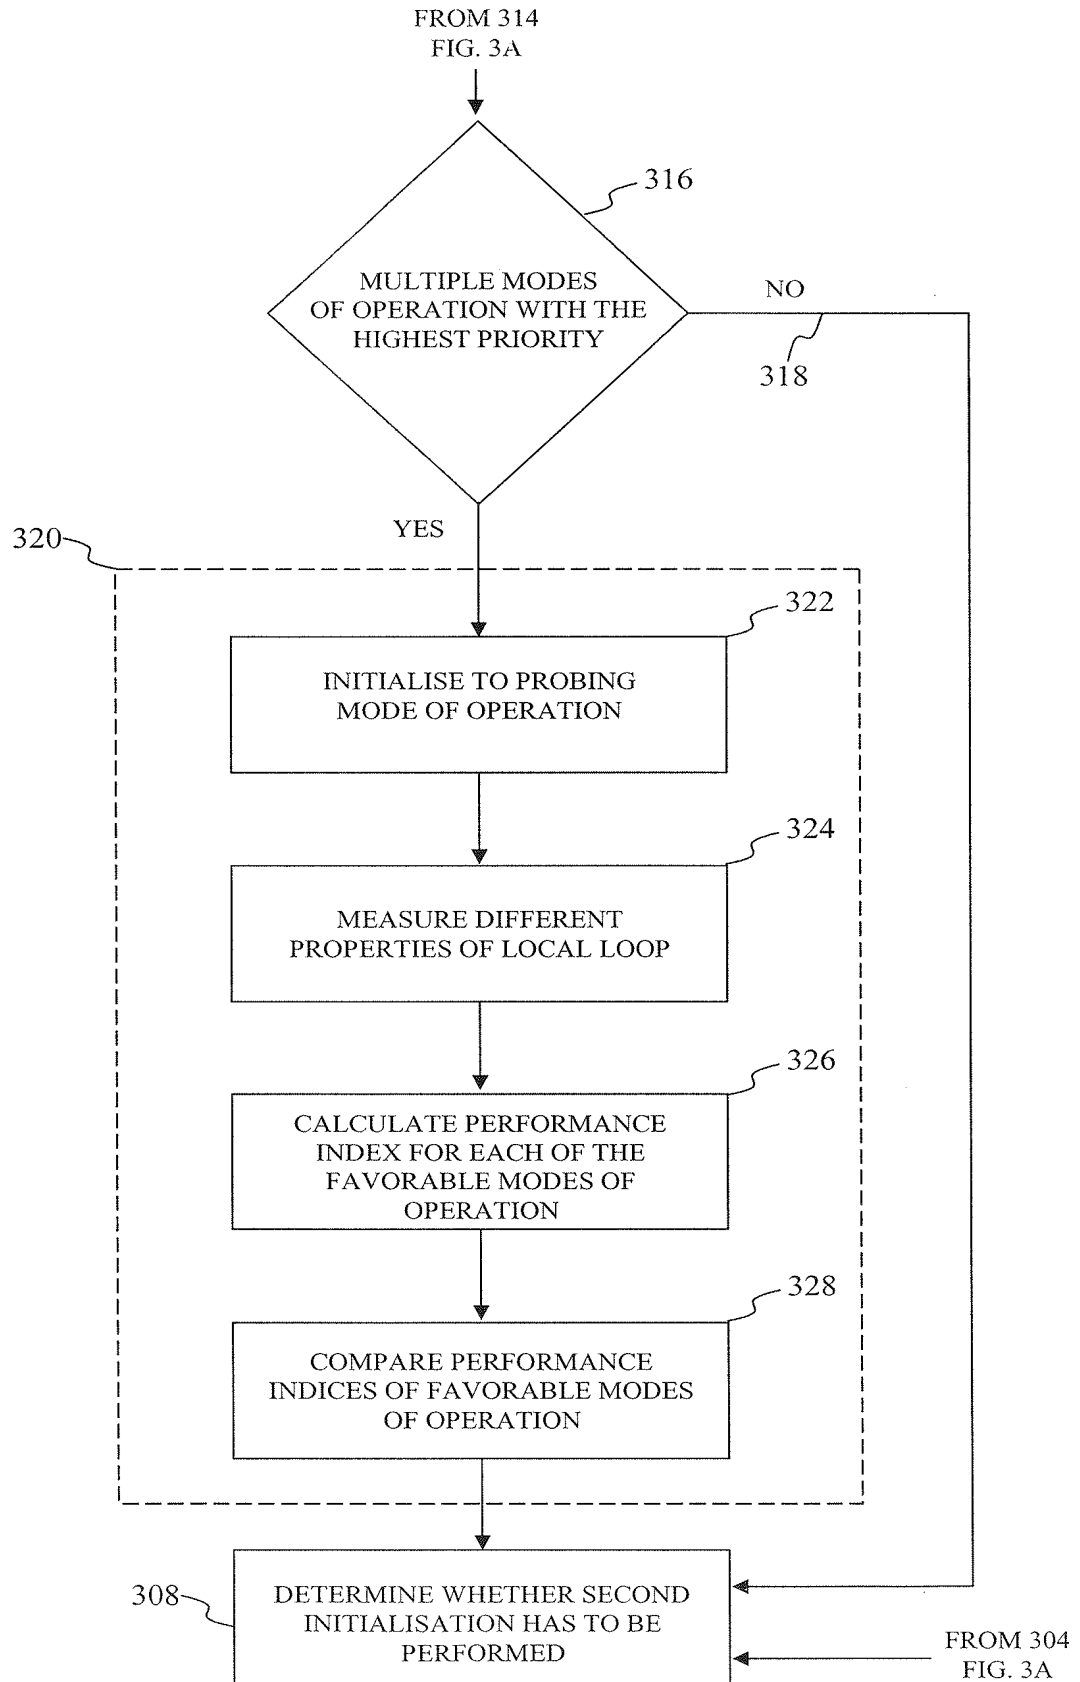 FROM 314
FIG. 3A
316
MULTIPLE MODES
OF OPERATION WITH THE
HIGHEST PRIORITY
NO
318
YES
320
322
INITIALISE TO PROBING
MODE OF OPERATION
324
MEASURE DIFFERENT
PROPERTIES OF LOCAL LOOP
326
CALCULATE PERFORMANCE
INDEX FOR EACH OF THE
FAVORABLE MODES OF
OPERATION
328
COMPARE PERFORMANCE
INDICES OF FAVORABLE MODES
OF OPERATION
308
DETERMINE WHETHER SECOND
INITIALISATION HAS TO BE
PERFORMED
FROM 304
FIG. 3A